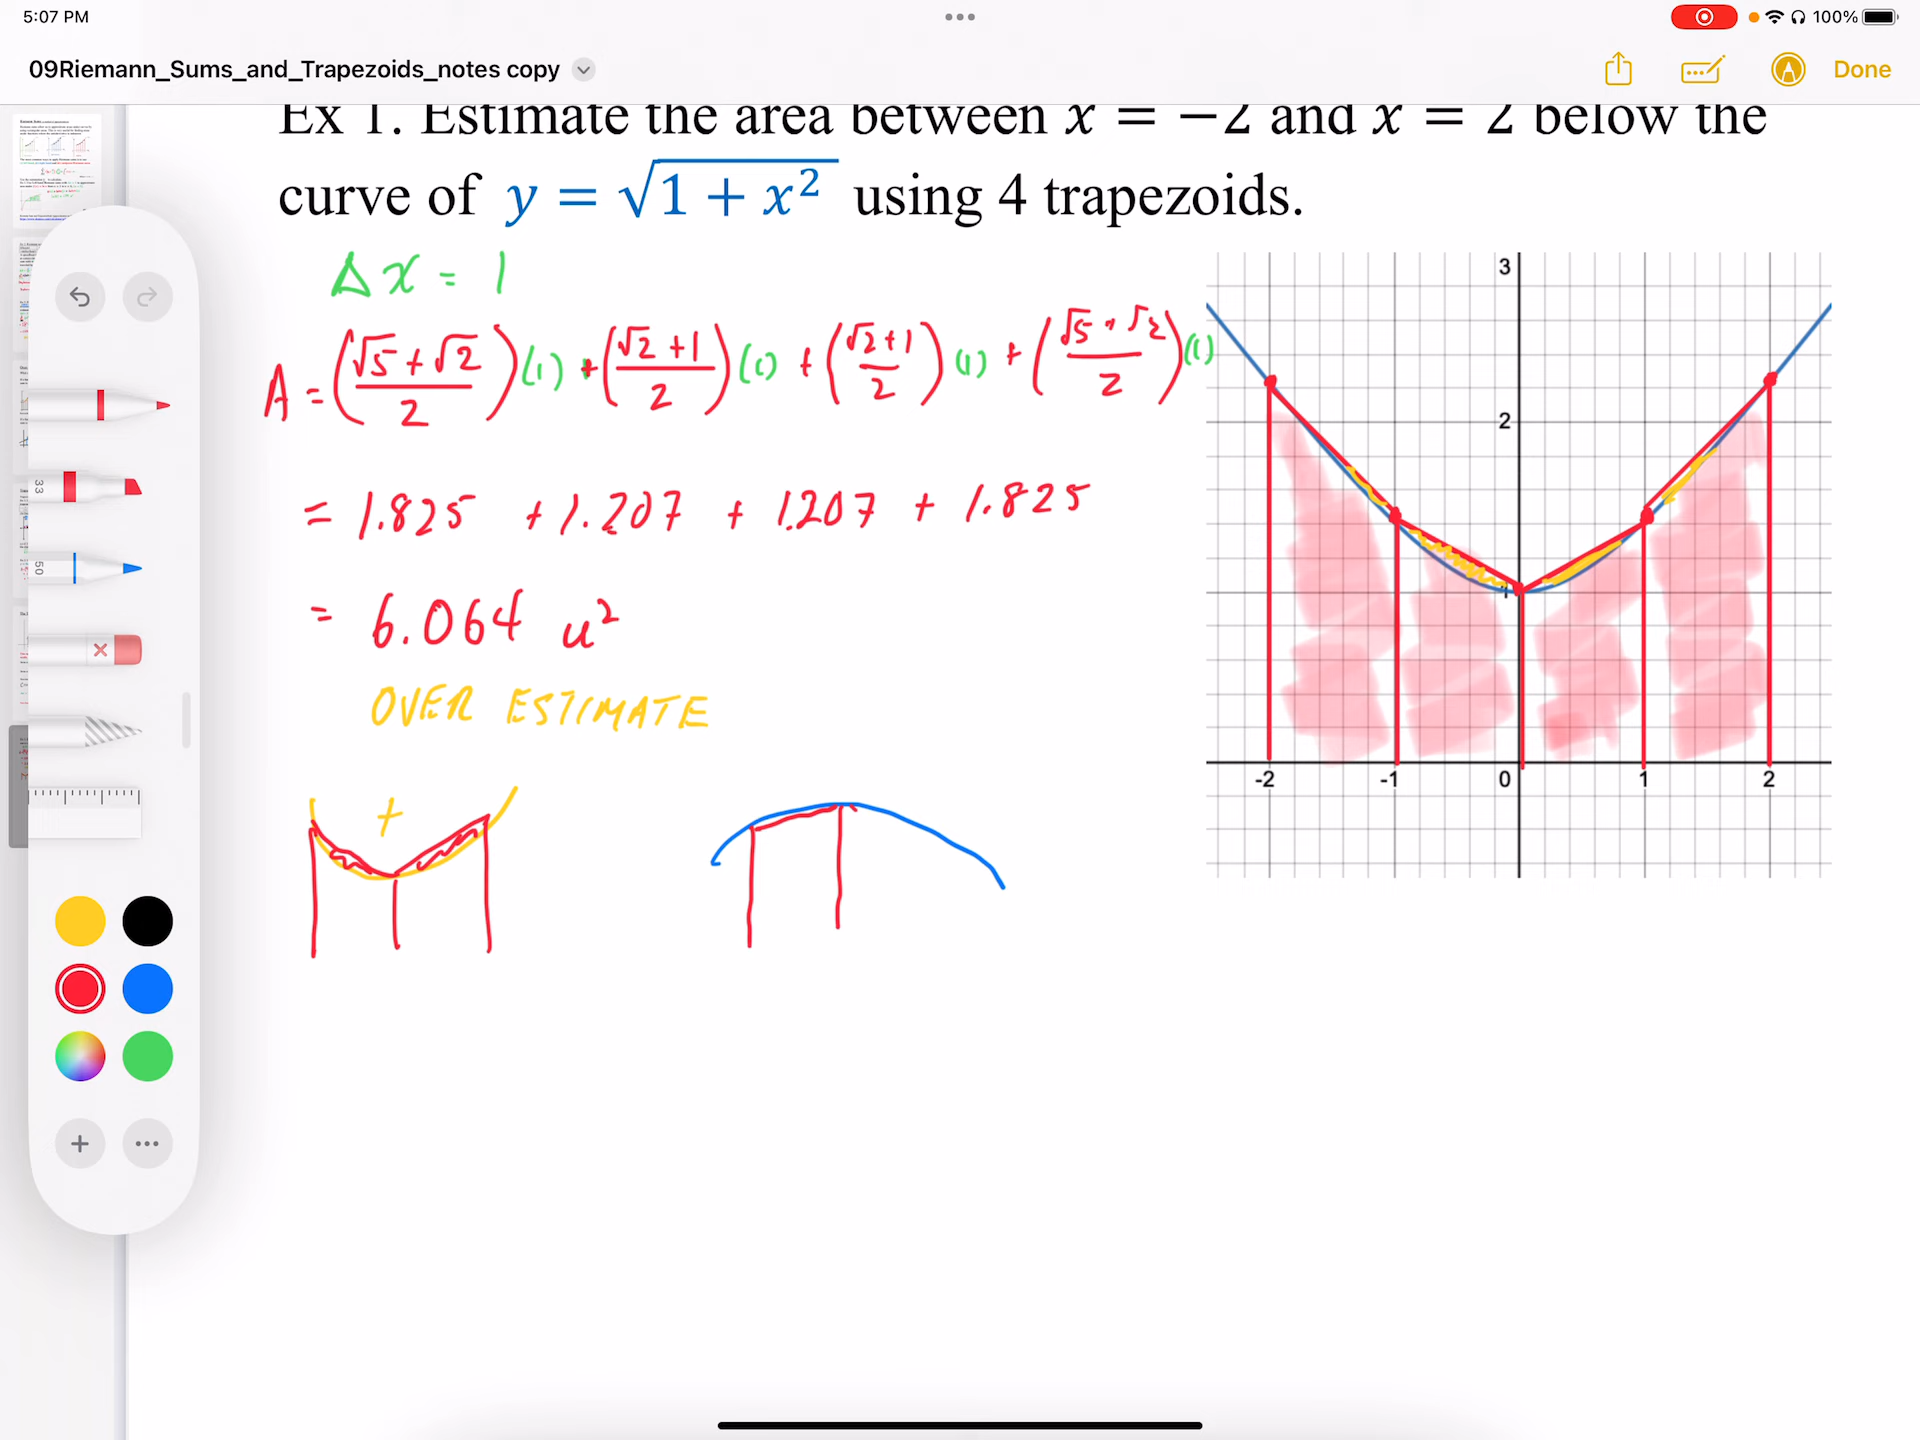 5:07 PM
100%
09Riemann_Sums_and_Trapezoids_notes copy
Done
Ex 1. Estimate the area between x = −2 and x = 2 below the
curve of y = √(1 + x²) using 4 trapezoids.
Δx = 1
A = ((√5 + √2)/2)(1) + ((√2 + 1)/2)(1) + ((√2 + 1)/2)(1) + ((√5 + √2)/2)(1)
= 1.825 + 1.207 + 1.207 + 1.825
= 6.064 u²
OVER ESTIMATE
+
3
2
1
-2 -1 0 1 2
33
50